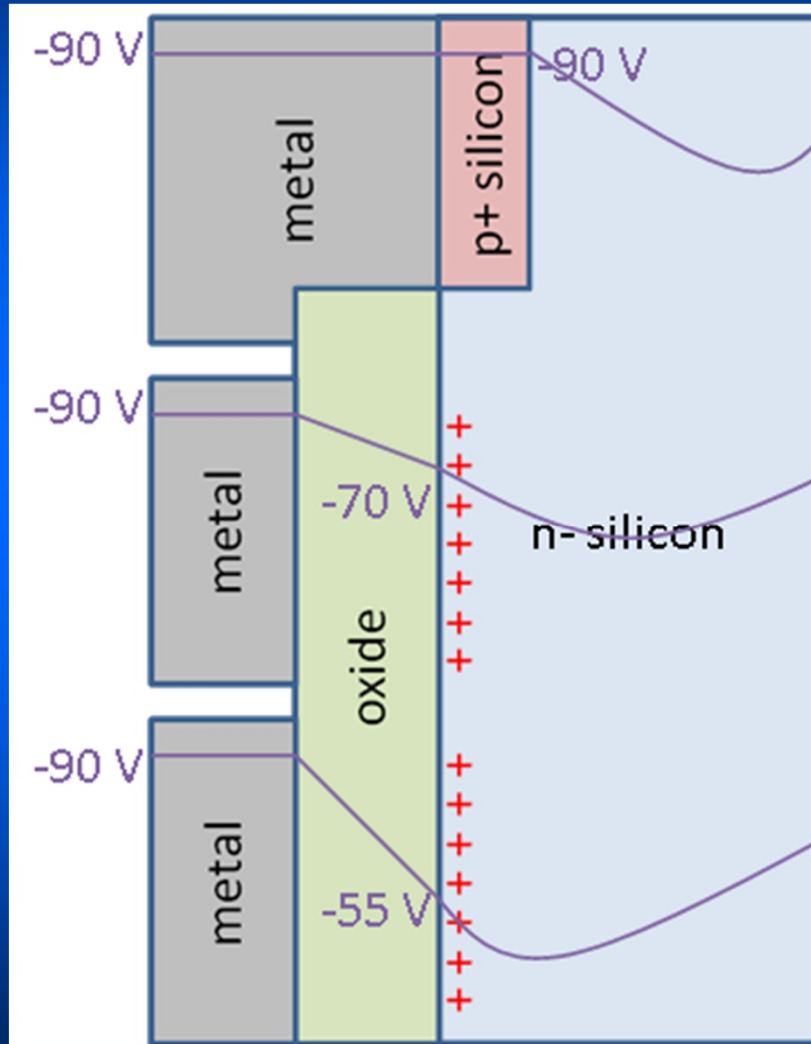 -90 V
-90 V
metal
p+ silicon
-90 V
metal
-70 V
n- silicon
oxide
+
+
+
+
+
+
+
-90 V
metal
-55 V
+
+
+
+
+
+
+